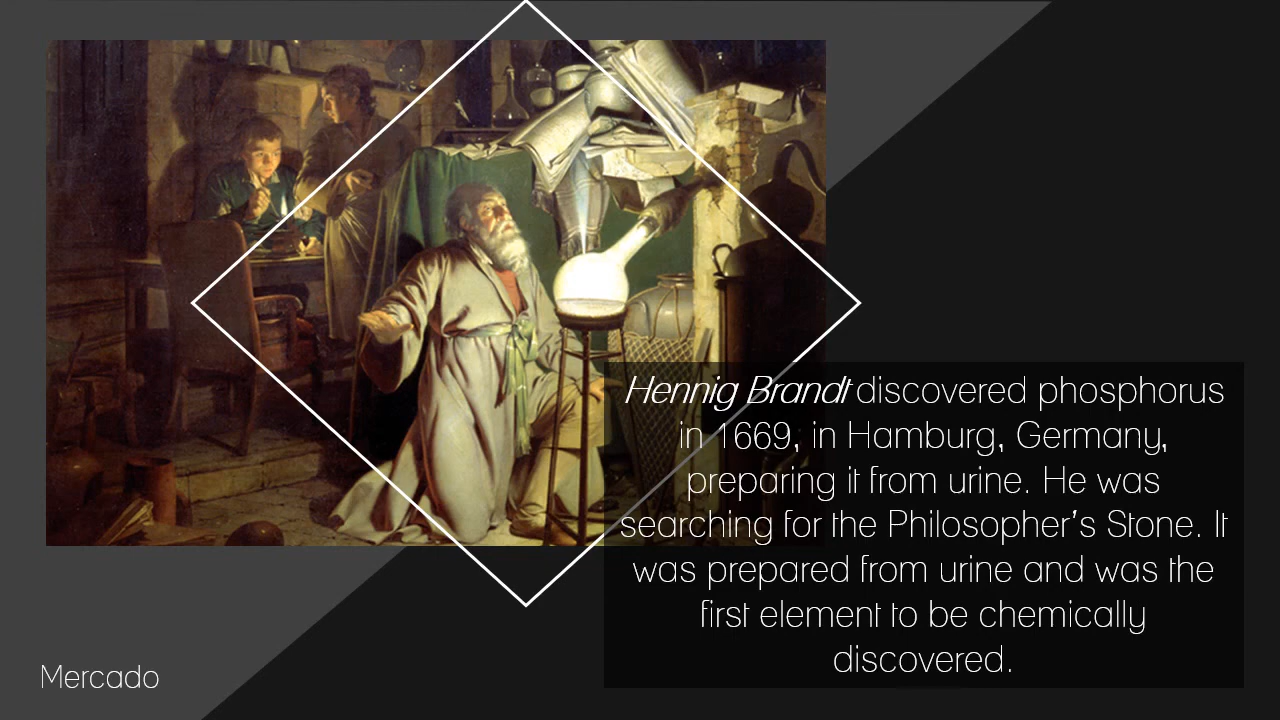 Hennig Brandt discovered phosphorus
in 1669, in Hamburg, Germany,
preparing it from urine. He was
searching for the Philosopher's Stone. It
was prepared from urine and was the
first element to be chemically
discovered.
Mercado